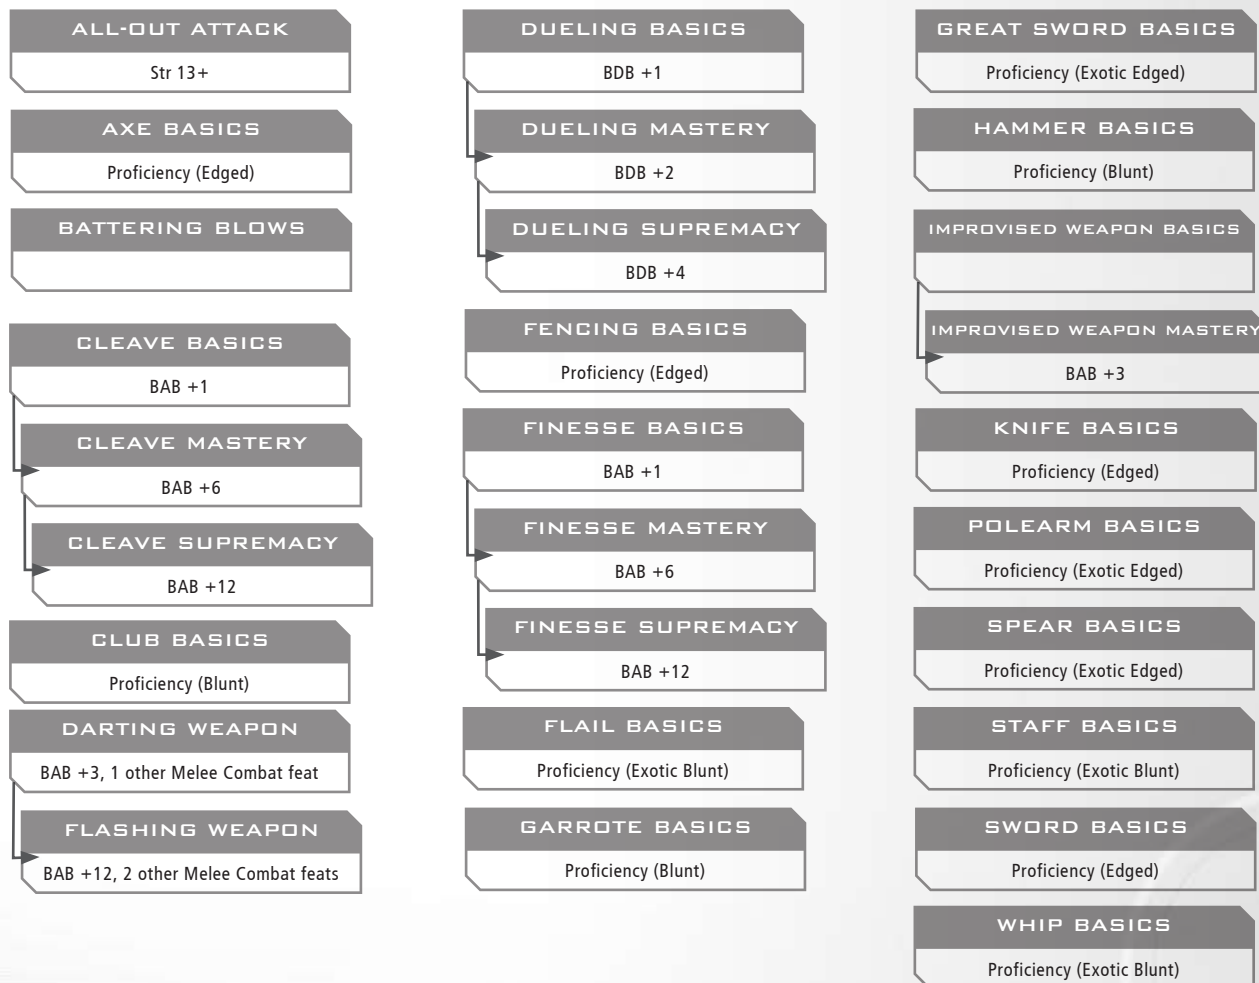 ALL-OUT ATTACK
Str 13+
AXE BASICS
Proficiency (Edged)
BATTERING BLOWS
CLEAVE BASICS
BAB +1
CLEAVE MASTERY
BAB +6
CLEAVE SUPREMACY
BAB +12
CLUB BASICS
Proficiency (Blunt)
DARTING WEAPON
BAB +3, 1 other Melee Combat feat
FLASHING WEAPON
BAB +12, 2 other Melee Combat feats
DUELING BASICS
BDB +1
DUELING MASTERY
BDB +2
DUELING SUPREMACY
BDB +4
FENCING BASICS
Proficiency (Edged)
FINESSE BASICS
BAB +1
FINESSE MASTERY
BAB +6
FINESSE SUPREMACY
BAB +12
FLAIL BASICS
Proficiency (Exotic Blunt)
GARROTE BASICS
Proficiency (Blunt)
GREAT SWORD BASICS
Proficiency (Exotic Edged)
HAMMER BASICS
Proficiency (Blunt)
IMPROVISED WEAPON BASICS
IMPROVISED WEAPON MASTERY
BAB +3
KNIFE BASICS
Proficiency (Edged)
POLEARM BASICS
Proficiency (Exotic Edged)
SPEAR BASICS
Proficiency (Exotic Edged)
STAFF BASICS
Proficiency (Exotic Blunt)
SWORD BASICS
Proficiency (Edged)
WHIP BASICS
Proficiency (Exotic Blunt)